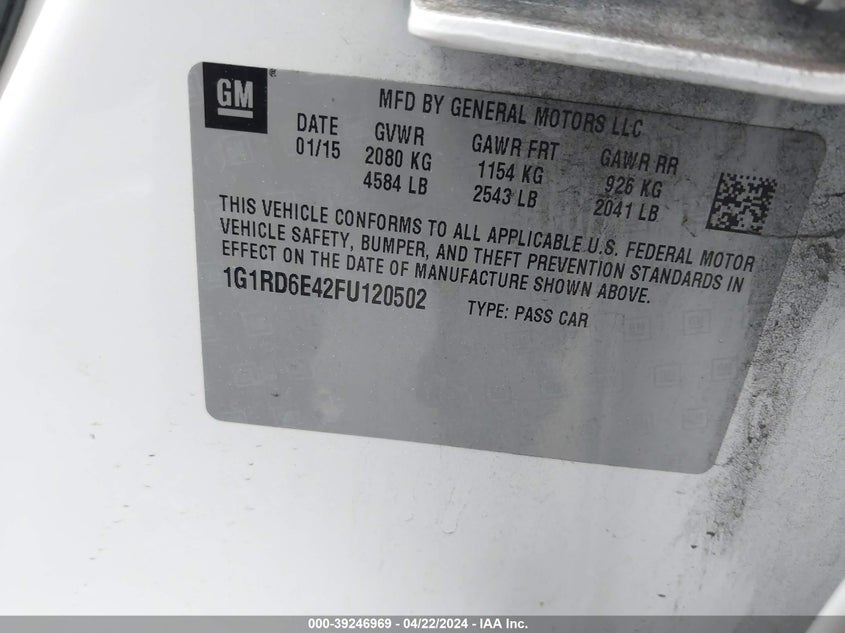 GM
MFD BY GENERAL MOTORS LLC
DATE GVWR GAWR FRT GAWR RR
01/15 2080 KG 1154 KG 926 KG
4584 LB 2543 LB 2041 LB
THIS VEHICLE CONFORMS TO ALL APPLICABLE U.S. FEDERAL MOTOR
VEHICLE SAFETY, BUMPER, AND THEFT PREVENTION STANDARDS IN
EFFECT ON THE DATE OF MANUFACTURE SHOWN ABOVE.
1G1RD6E42FU120502 TYPE: PASS CAR
000-39246969 - 04/22/2024 - IAA Inc.